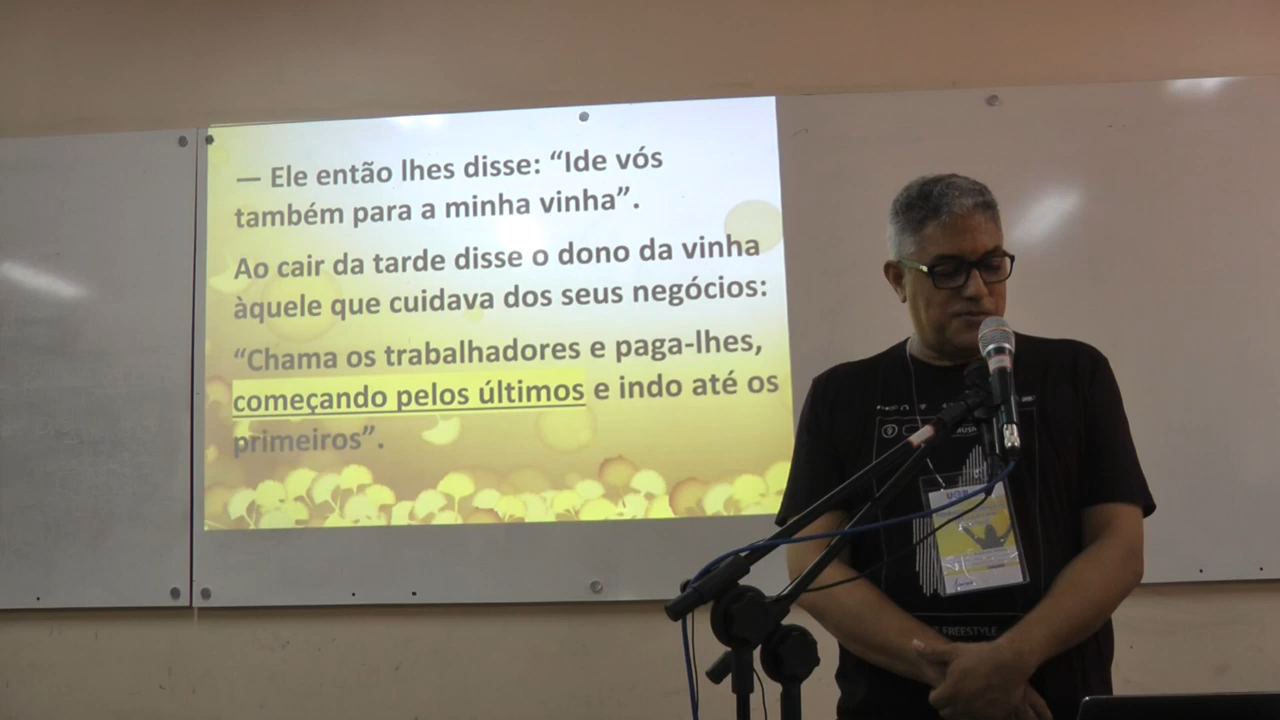 — Ele então lhes disse: “Ide vós
também para a minha vinha”.
Ao cair da tarde disse o dono da vinha
àquele que cuidava dos seus negócios:
“Chama os trabalhadores e paga-lhes,
começando pelos últimos e indo até os
primeiros”.
FREESTYLE